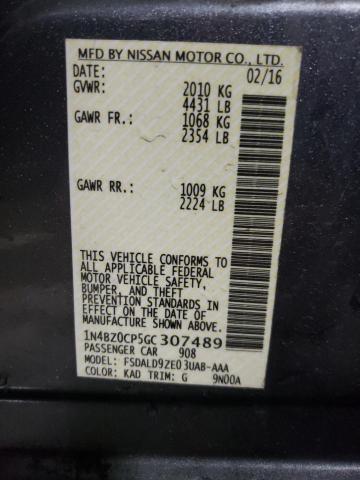 MFD BY NISSAN MOTOR CO., LTD.
DATE: 02/16
GVWR: 2010 KG
4431 LB
GAWR FR.: 1068 KG
2354 LB
GAWR RR.: 1009 KG
2224 LB
THIS VEHICLE CONFORMS TO
ALL APPLICABLE FEDERAL
MOTOR VEHICLE SAFETY,
BUMPER, AND THEFT
PREVENTION STANDARDS
IN EFFECT ON THE DATE OF
MANUFACTURE SHOWN ABOVE.
1N4BZ0CP5GC307489
PASSENGER CAR 908
MODEL: FSDALD9ZE03UAB-AAA
COLOR: KAD TRIM: G 9N00A